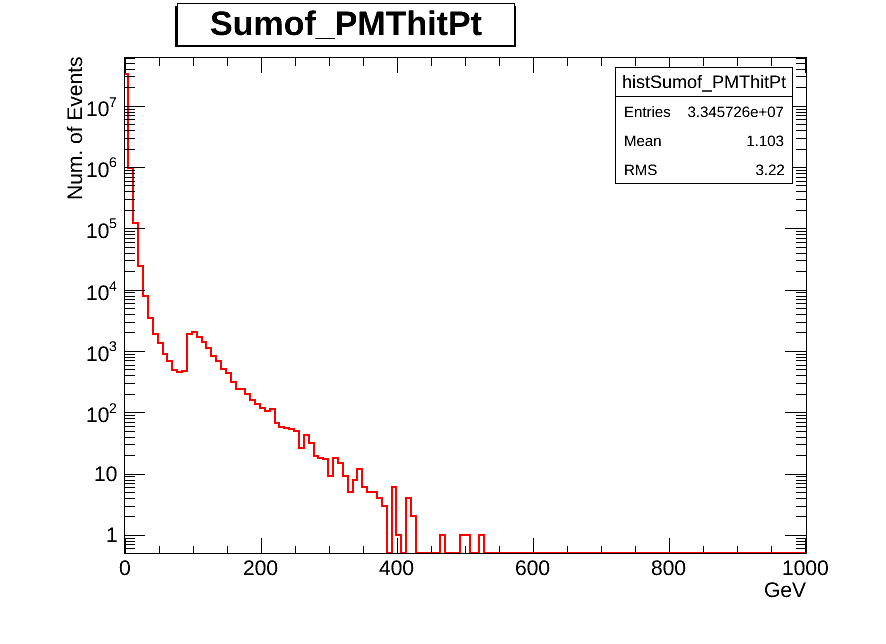 Sumof_PMThitPt
histSumof_PMThitPt
Entries 3.345726e+07
Mean 1.103
RMS 3.22
Num. of Events
10^7
10^6
10^5
10^4
10^3
10^2
10
1
0 200 400 600 800 1000
GeV